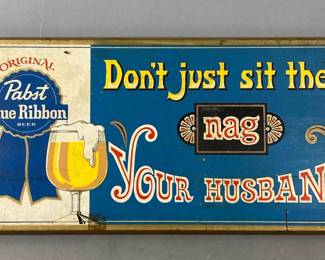 ORIGINAL
Pabst
ue Ribbon
BEER
Don't just sit the
nag
YOUR HUSBAN